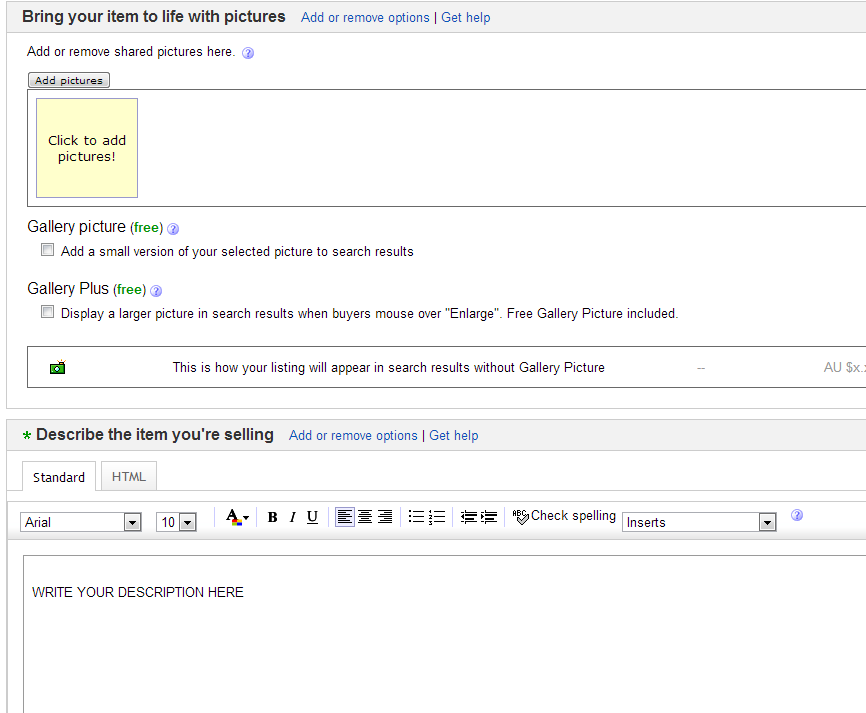 Bring your item to life with pictures Add or remove options | Get help
Add or remove shared pictures here. ?
Add pictures
Click to add
pictures!
Gallery picture (free) ?
Add a small version of your selected picture to search results
Gallery Plus (free) ?
Display a larger picture in search results when buyers mouse over "Enlarge". Free Gallery Picture included.
This is how your listing will appear in search results without Gallery Picture -- AU $x.
* Describe the item you're selling Add or remove options | Get help
Standard HTML
Arial 10 A B I U ABC Check spelling Inserts ?
WRITE YOUR DESCRIPTION HERE